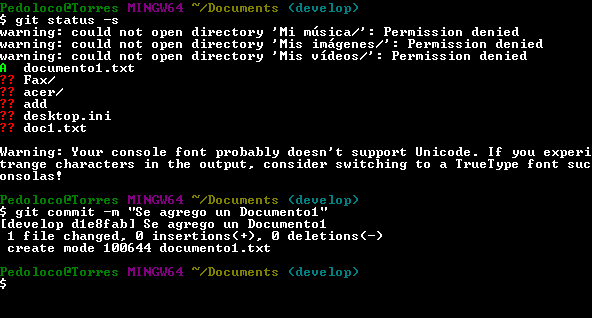 Pedoloco@Torres MINGW64 ~/Documents (develop)
$ git status -s
warning: could not open directory 'Mi música/': Permission denied
warning: could not open directory 'Mis imágenes/': Permission denied
warning: could not open directory 'Mis vídeos/': Permission denied
A  documento1.txt
?? Fax/
?? acer/
?? add
?? desktop.ini
?? doc1.txt
Warning: Your console font probably doesn't support Unicode. If you experi
trange characters in the output, consider switching to a TrueType font suc
onsolas!
Pedoloco@Torres MINGW64 ~/Documents (develop)
$ git commit -m "Se agrego un Documento1"
[develop d1e8fab] Se agrego un Documento1
 1 file changed, 0 insertions(+), 0 deletions(-)
 create mode 100644 documento1.txt
Pedoloco@Torres MINGW64 ~/Documents (develop)
$